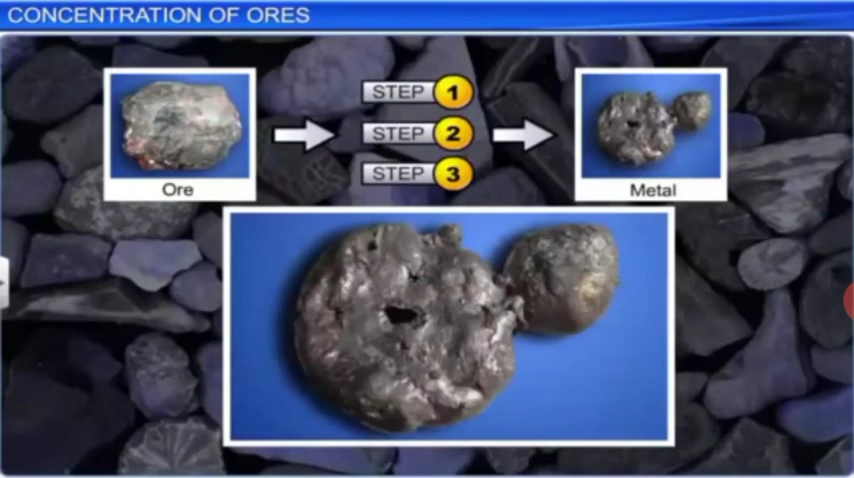 CONCENTRATION OF ORES
STEP 1
STEP 2
STEP 3
Ore
Metal